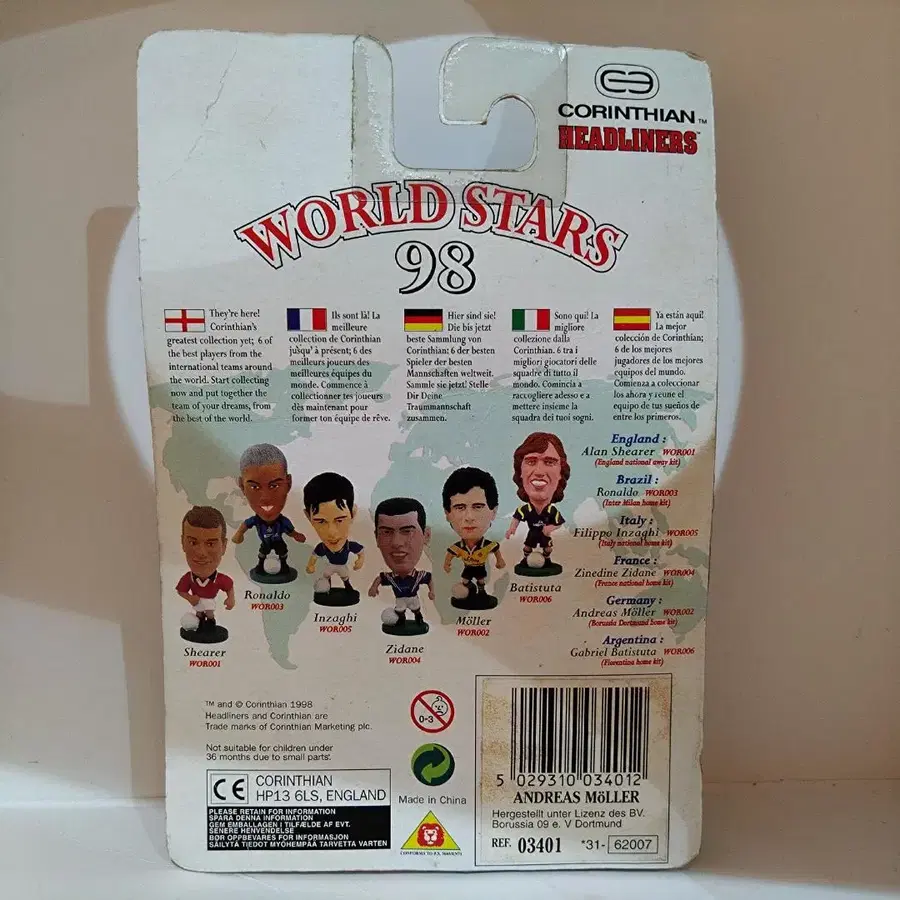 CORINTHIAN™
HEADLINERS™
WORLD STARS
98
They're here!
Corinthian's
greatest collection yet; 6 of
the best players from the
international teams around
the world. Start collecting
now and put together the
team of your dreams, from
the best of the world.
Ils sont là! La
meilleure
collection de Corinthian
jusqu' à présent; 6 des
meilleurs joueurs des
meilleures équipes du
monde. Commence à
collectionner tes joueurs
dès maintenant pour
former ton équipe de rêve.
Hier sind sie!
Die bis jetzt
beste Sammlung von
Corinthian: 6 der besten
Spieler der besten
Mannschaften weltweit.
Sammle sie jetzt! Stelle
Dir Deine
Traummannschaft
zusammen.
Sono qui! La
migliore
collezione dalla
Corinthian. 6 tra i
migliori giocatori delle
squadre di tutto il
mondo. Comincia a
raccogliere adesso e a
mettere insieme la
squadra dei tuoi sogni.
Ya están aquí!
La mejor
colección de Corinthian;
6 de los mejores
jugadores de los mejores
equipos del mundo.
Comienza a coleccionar
los ahora y reune el
equipo de tu sueños de
entre los primeros.
England :
Alan Shearer WOR001
(England national away kit)
Brazil :
Ronaldo WOR003
(Inter Milan home kit)
Italy :
Filippo Inzaghi WOR005
(Italy national home kit)
France :
Zinedine Zidane WOR004
(France national home kit)
Germany :
Andreas Möller WOR002
(Borussia Dortmund home kit)
Argentina :
Gabriel Batistuta WOR006
(Fiorentina home kit)
Shearer
WOR001
Ronaldo
WOR003
Inzaghi
WOR005
Zidane
WOR004
Möller
WOR002
Batistuta
WOR006
™ and © Corinthian 1998
Headliners and Corinthian are
Trade marks of Corinthian Marketing plc.
Not suitable for children under
36 months due to small parts.
CE CORINTHIAN
HP13 6LS, ENGLAND
PLEASE RETAIN FOR INFORMATION
SPARA DENNA INFORMATION
GEM EMBALLAGEN I TILFÆLDE AF EVT.
SENERE HENVENDELSE
BØR OPPBEVARES FOR INFORMASJON
SÄILYTÄ TIEDOT MYÖHEMPÄÄ TARVETTA VARTEN
0-3
Made in China
5 029310 034012
ANDREAS MöLLER
Hergestellt unter Lizenz des BV.
Borussia 09 e. V Dortmund
REF. 03401 *31- 62007